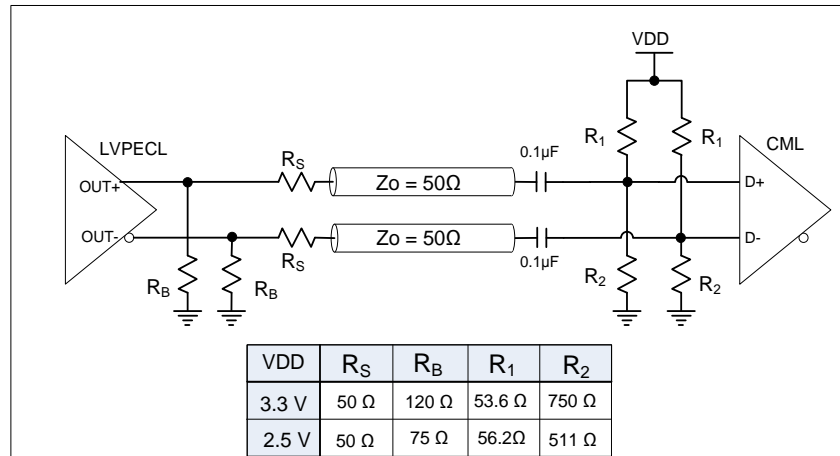 VDD
LVPECL
CML
R1
R1
RS
0.1µF
OUT+
Zo = 50Ω
D+
OUT-
Zo = 50Ω
D-
RS
0.1µF
RB
RB
R2
R2
VDD RS RB R1 R2
3.3 V 50 Ω 120 Ω 53.6 Ω 750 Ω
2.5 V 50 Ω 75 Ω 56.2Ω 511 Ω